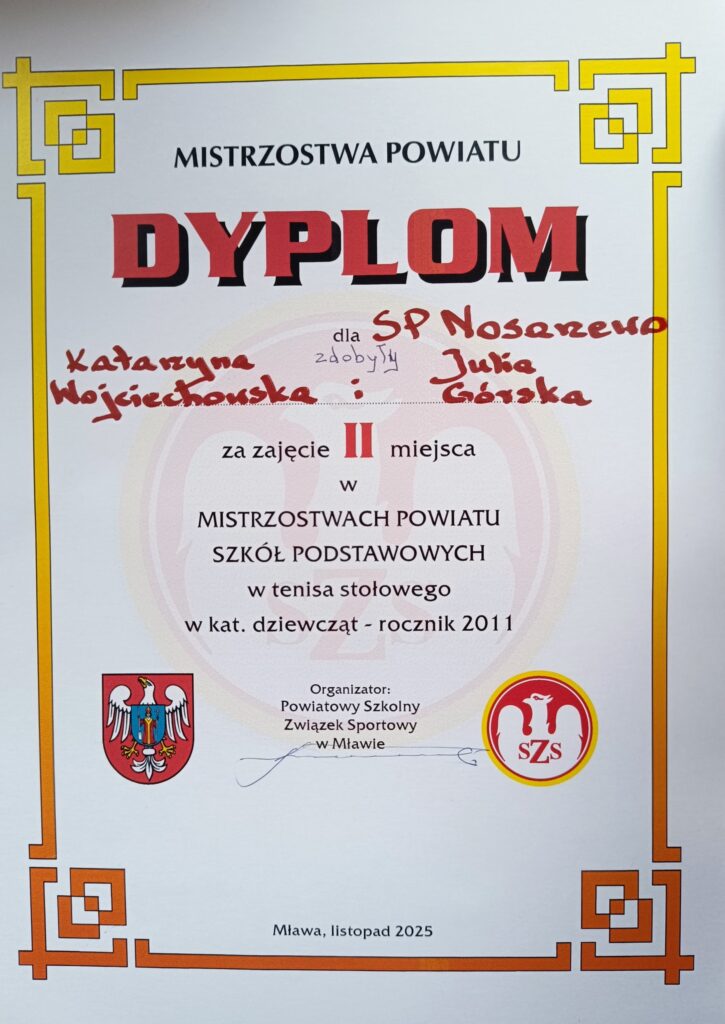 MISTRZOSTWA POWIATU
DYPLOM
dla SP Nosarzewo
zdobyły
Katarzyna Wojciechowska i Julia Górska
za zajęcie II miejsca
w
MISTRZOSTWACH POWIATU
SZKÓŁ PODSTAWOWYCH
w tenisa stołowego
w kat. dziewcząt - rocznik 2011
Organizator:
Powiatowy Szkolny
Związek Sportowy
w Mławie
SZS
SZS
Mława, listopad 2025